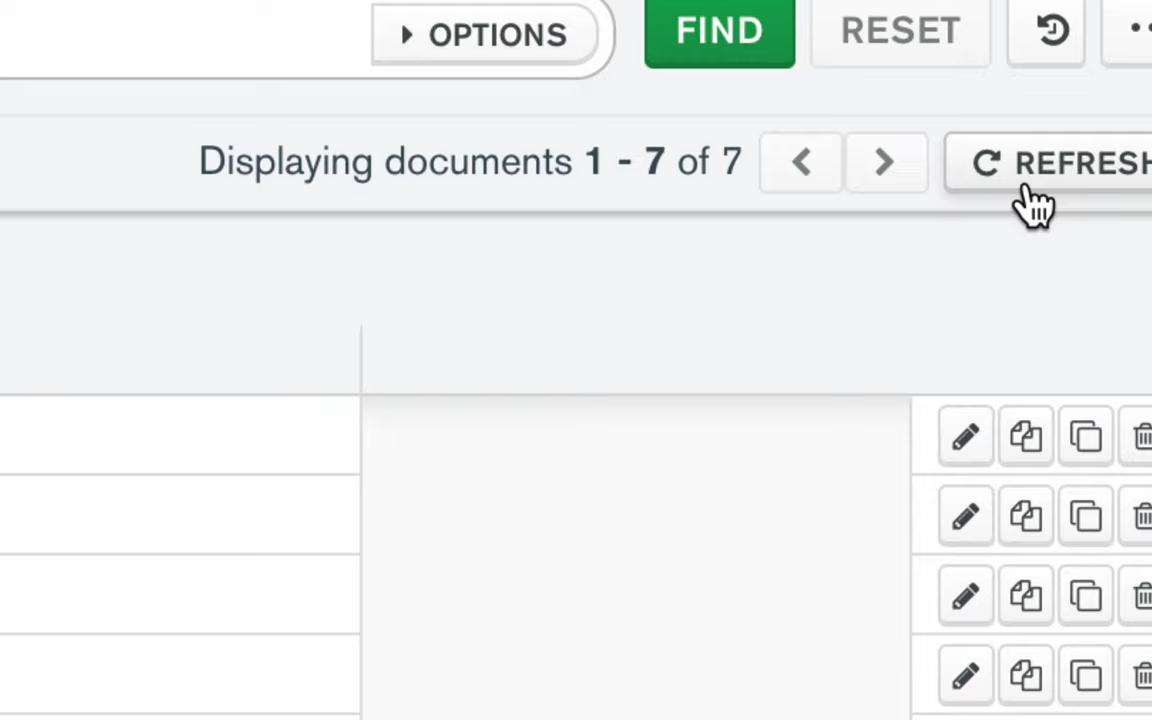 OPTIONS FIND RESET
Displaying documents 1 - 7 of 7 REFRESH